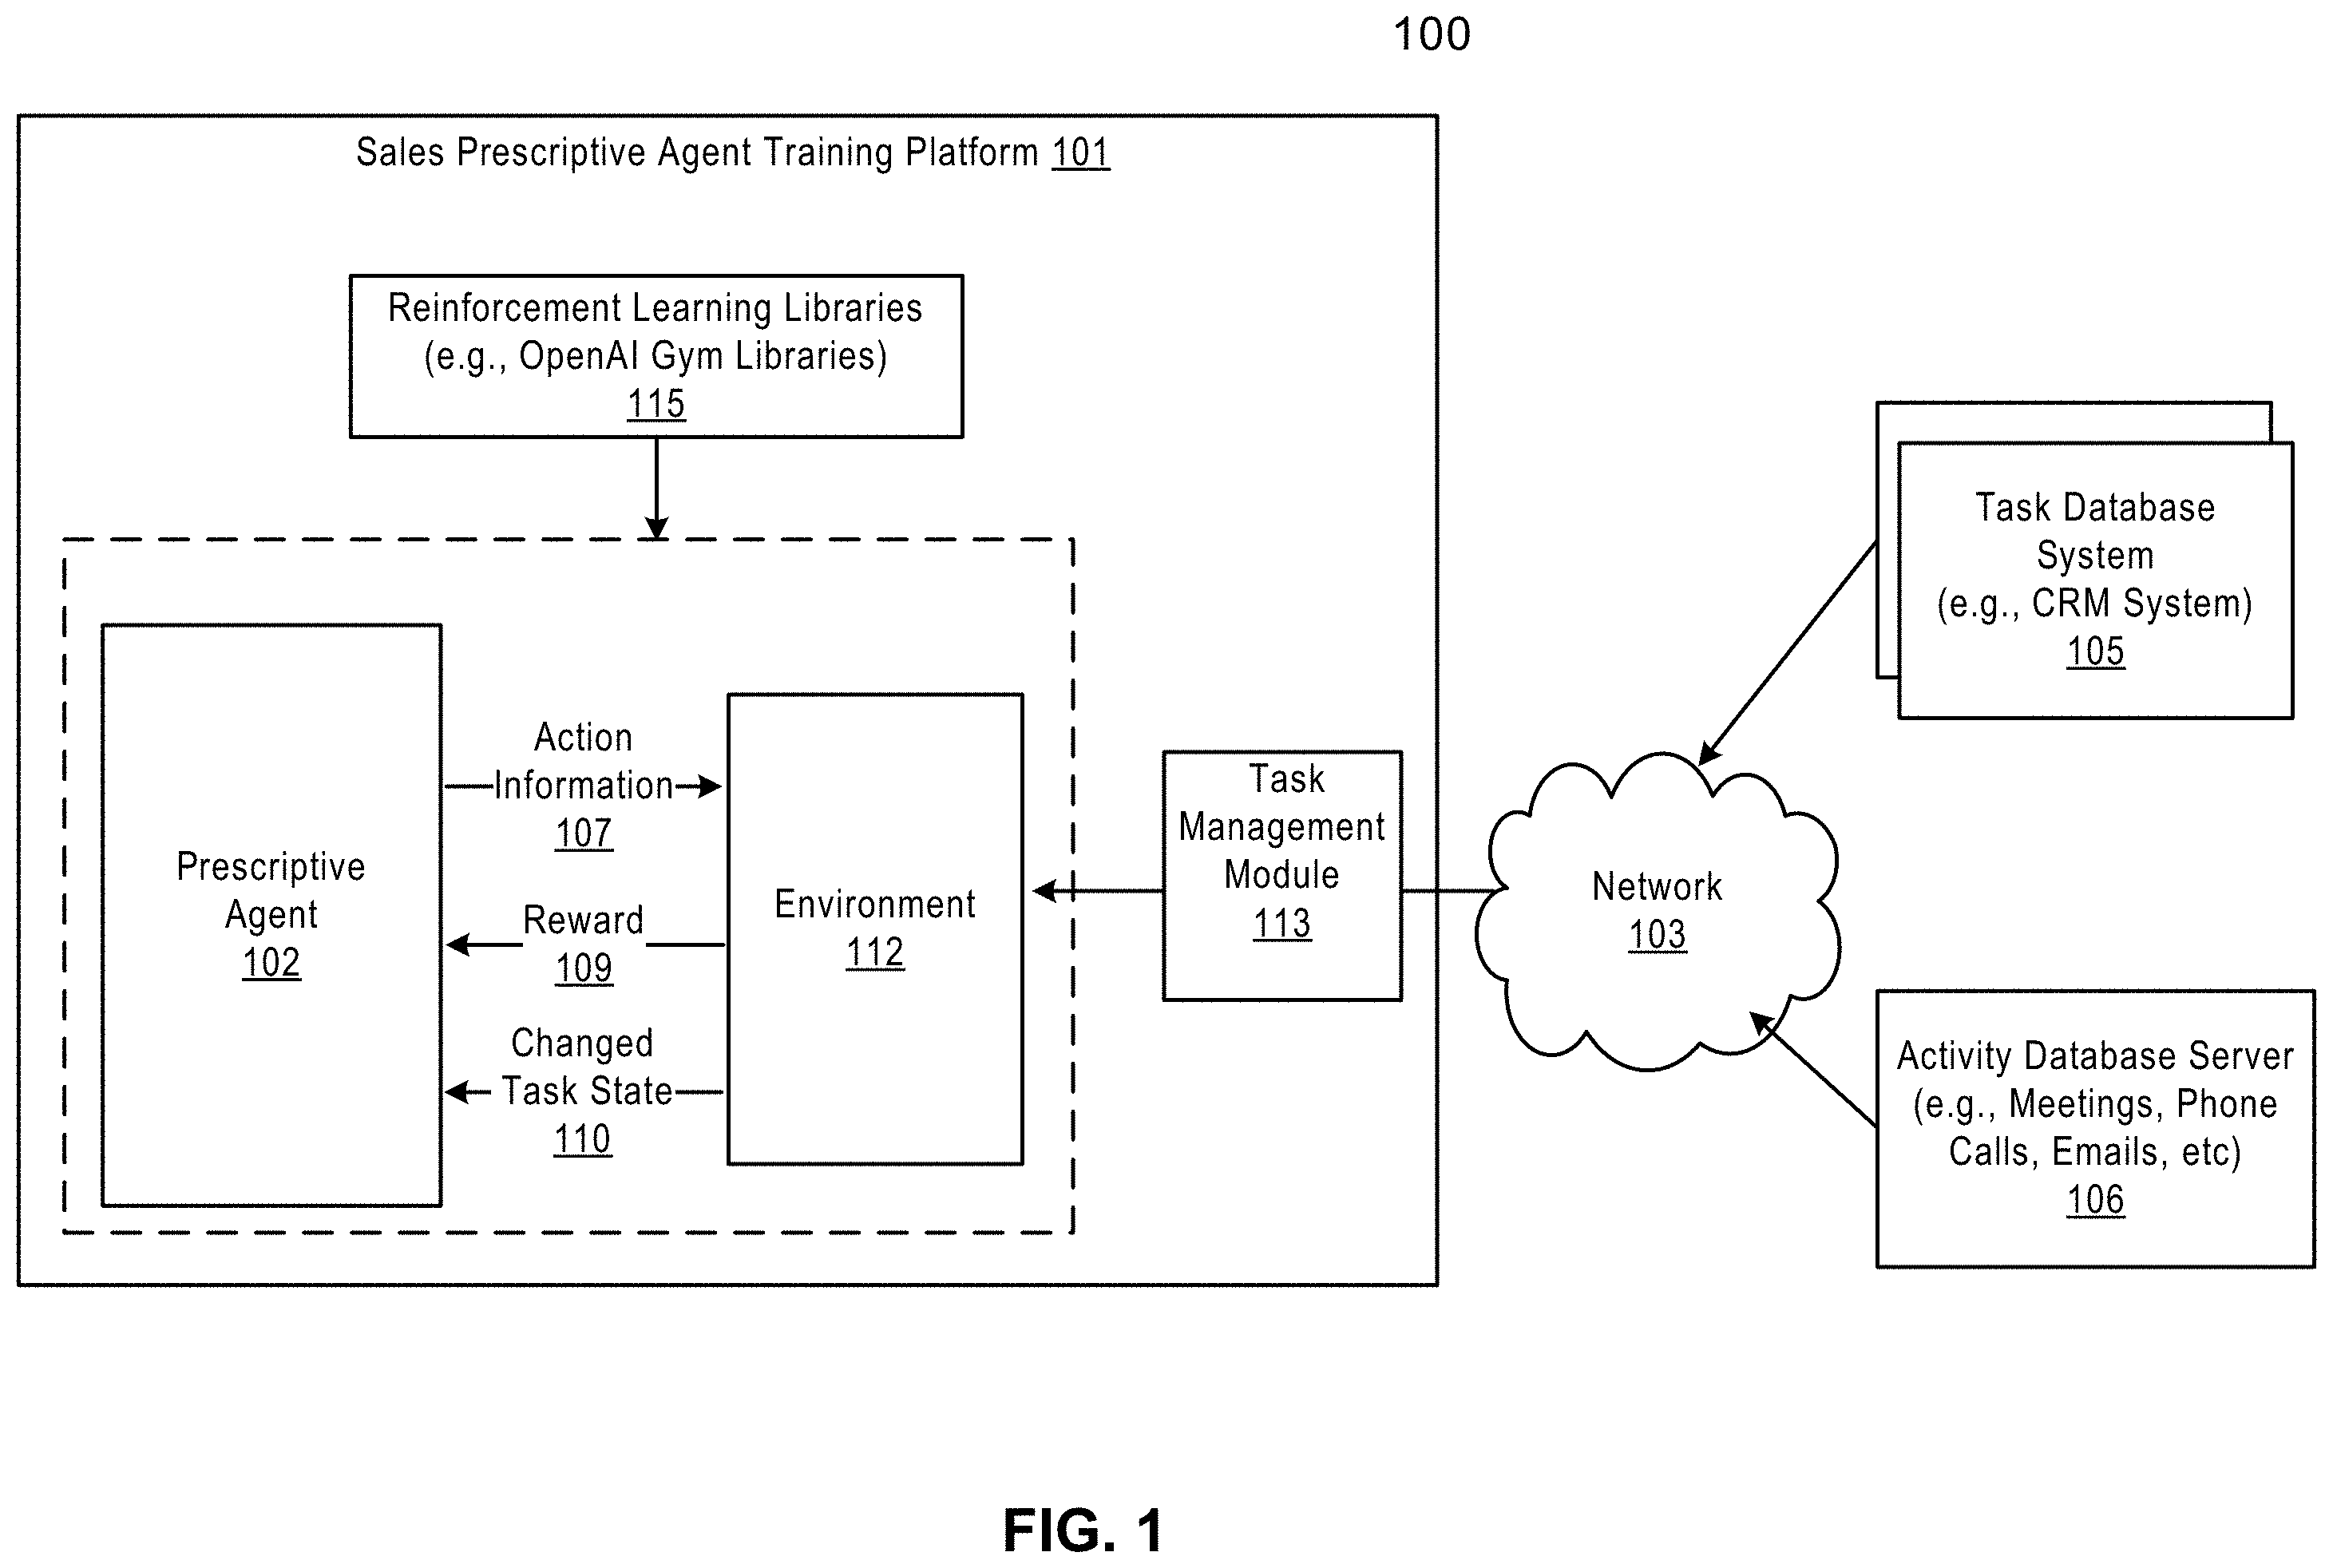 100
Sales Prescriptive Agent Training Platform 101
Reinforcement Learning Libraries
(e.g., OpenAI Gym Libraries)
115
Prescriptive
Agent
102
Action
Information
107
Reward
109
Changed
Task State
110
Environment
112
Task
Management
Module
113
Network
103
Task Database
System
(e.g., CRM System)
105
Activity Database Server
(e.g., Meetings, Phone
Calls, Emails, etc)
106
FIG. 1